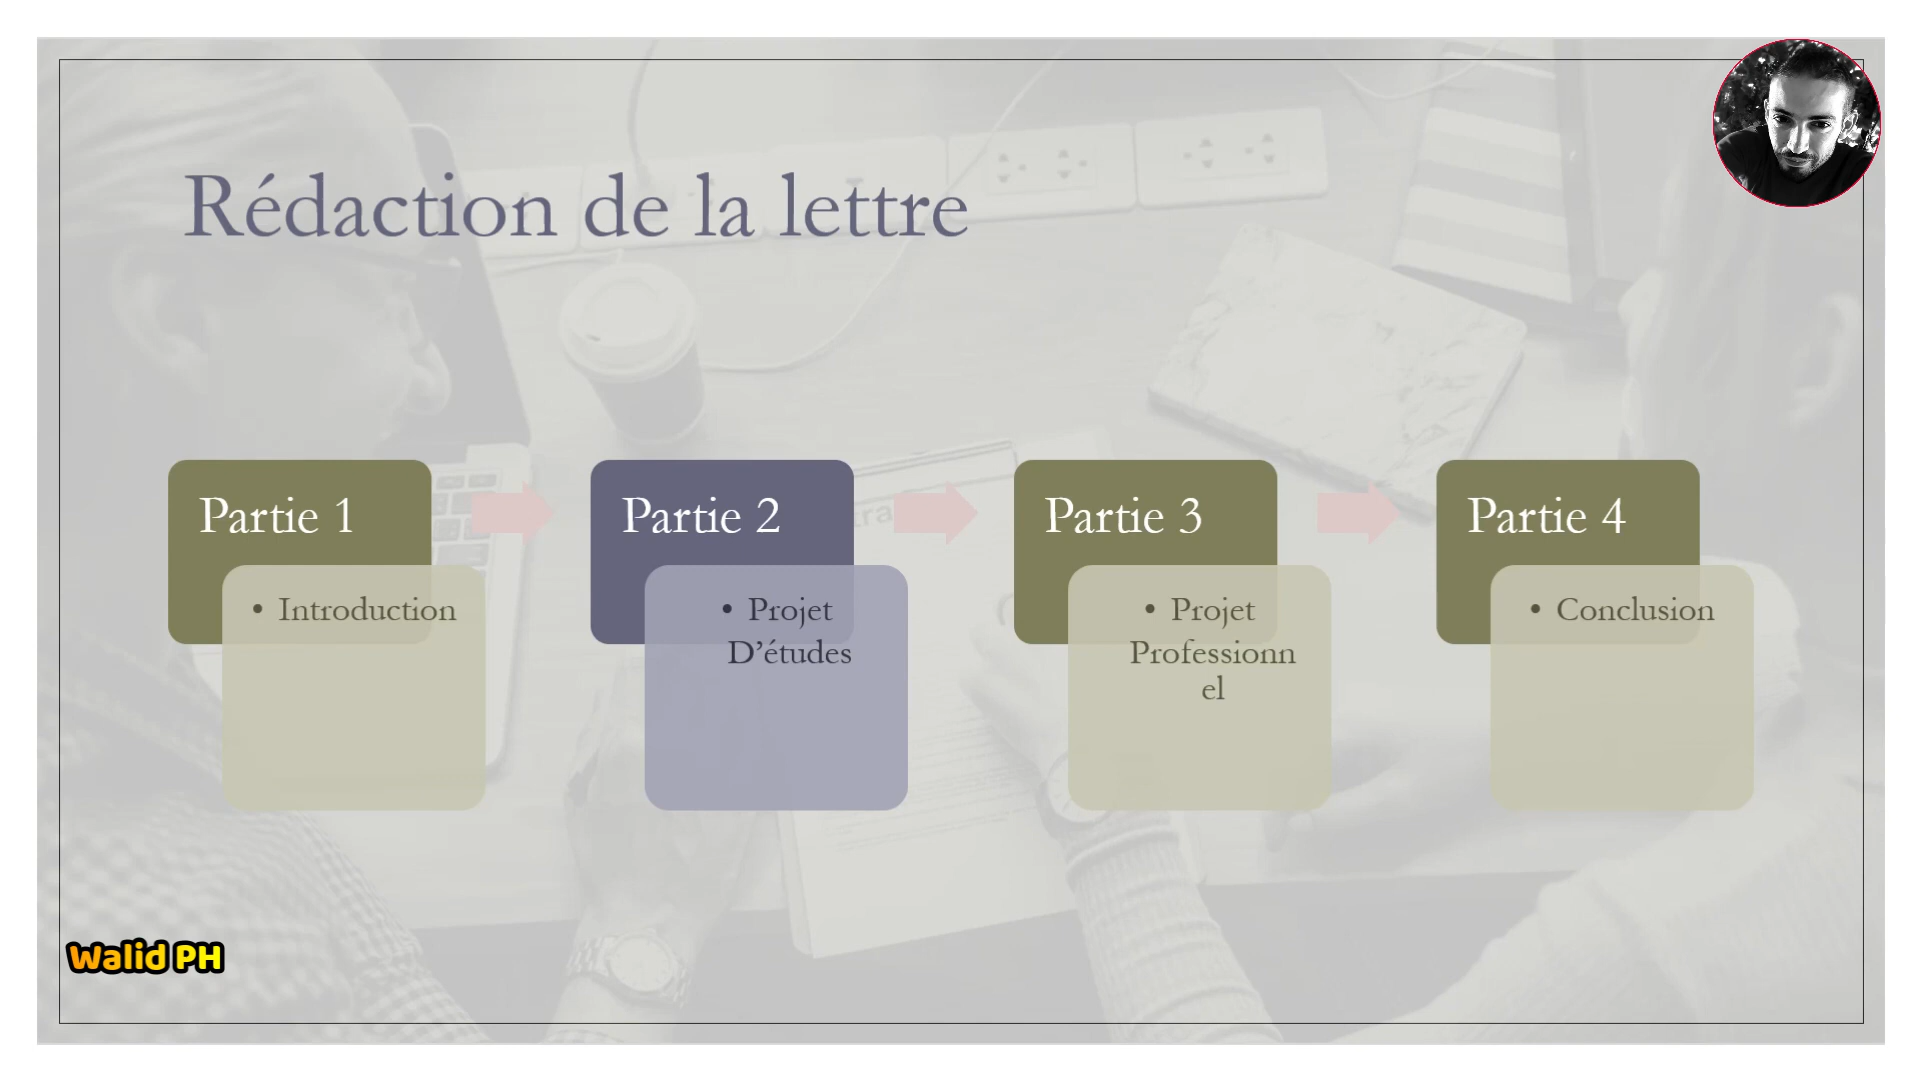 Rédaction de la lettre
Partie 1
• Introduction
Partie 2
• Projet
D’études
Partie 3
• Projet
Professionn
el
Partie 4
• Conclusion
Walid PH